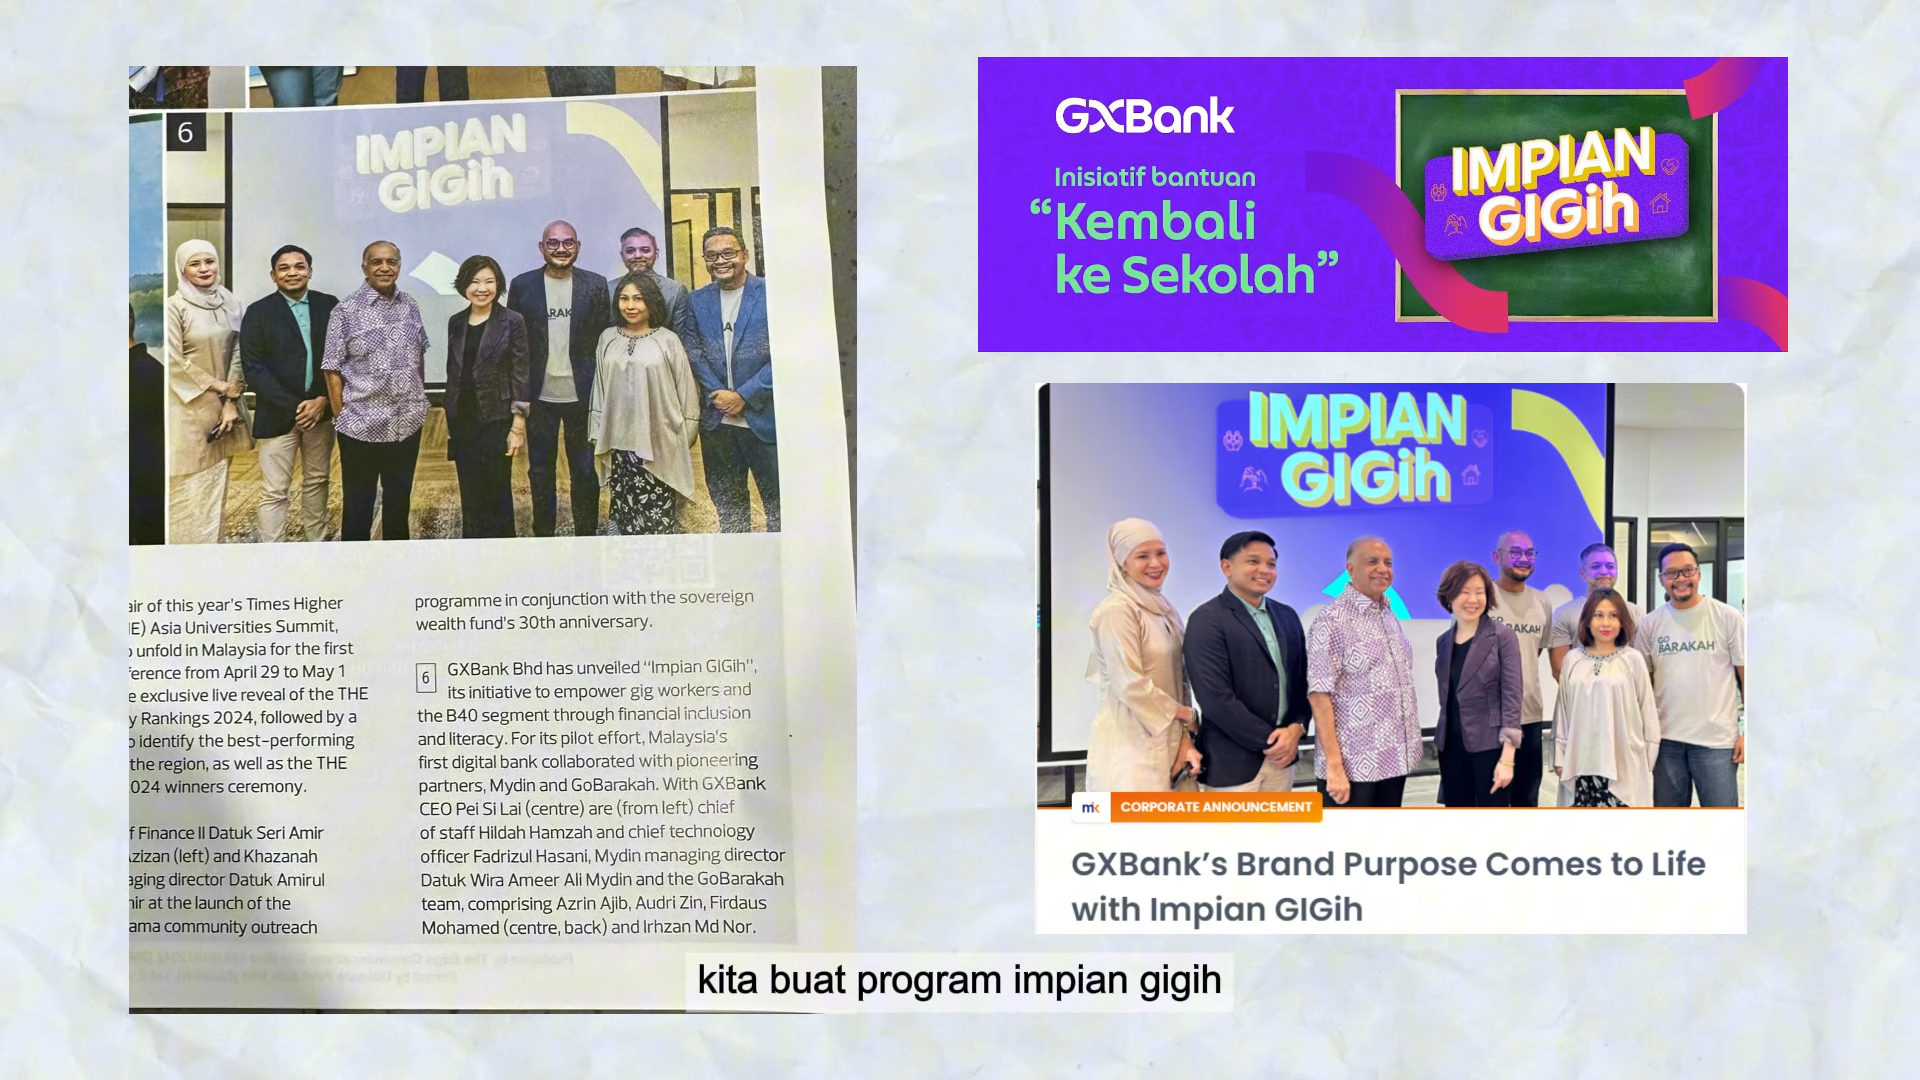 6
IMPIAN
GIGih
BARAKAH
air of this year's Times Higher
E) Asia Universities Summit,
o unfold in Malaysia for the first
ference from April 29 to May 1
e exclusive live reveal of the THE
y Rankings 2024, followed by a
o identify the best-performing
the region, as well as the THE
024 winners ceremony.
f Finance II Datuk Seri Amir
Azizan (left) and Khazanah
aging director Datuk Amirul
nir at the launch of the
ama community outreach
programme in conjunction with the sovereign
wealth fund's 30th anniversary.
6 GXBank Bhd has unveiled "Impian GIGih",
its initiative to empower gig workers and
the B40 segment through financial inclusion
and literacy. For its pilot effort, Malaysia's
first digital bank collaborated with pioneering
partners, Mydin and GoBarakah. With GXBank
CEO Pei Si Lai (centre) are (from left) chief
of staff Hildah Hamzah and chief technology
officer Fadrizul Hasani, Mydin managing director
Datuk Wira Ameer Ali Mydin and the GoBarakah
team, comprising Azrin Ajib, Audri Zin, Firdaus
Mohamed (centre, back) and Irhzan Md Nor.
GXBank
Inisiatif bantuan
"Kembali
ke Sekolah"
IMPIAN
GIGih
IMPIAN
GIGih
GO
BARAKAH
GO
BARAKAH
mk CORPORATE ANNOUNCEMENT
GXBank's Brand Purpose Comes to Life
with Impian GIGih
kita buat program impian gigih